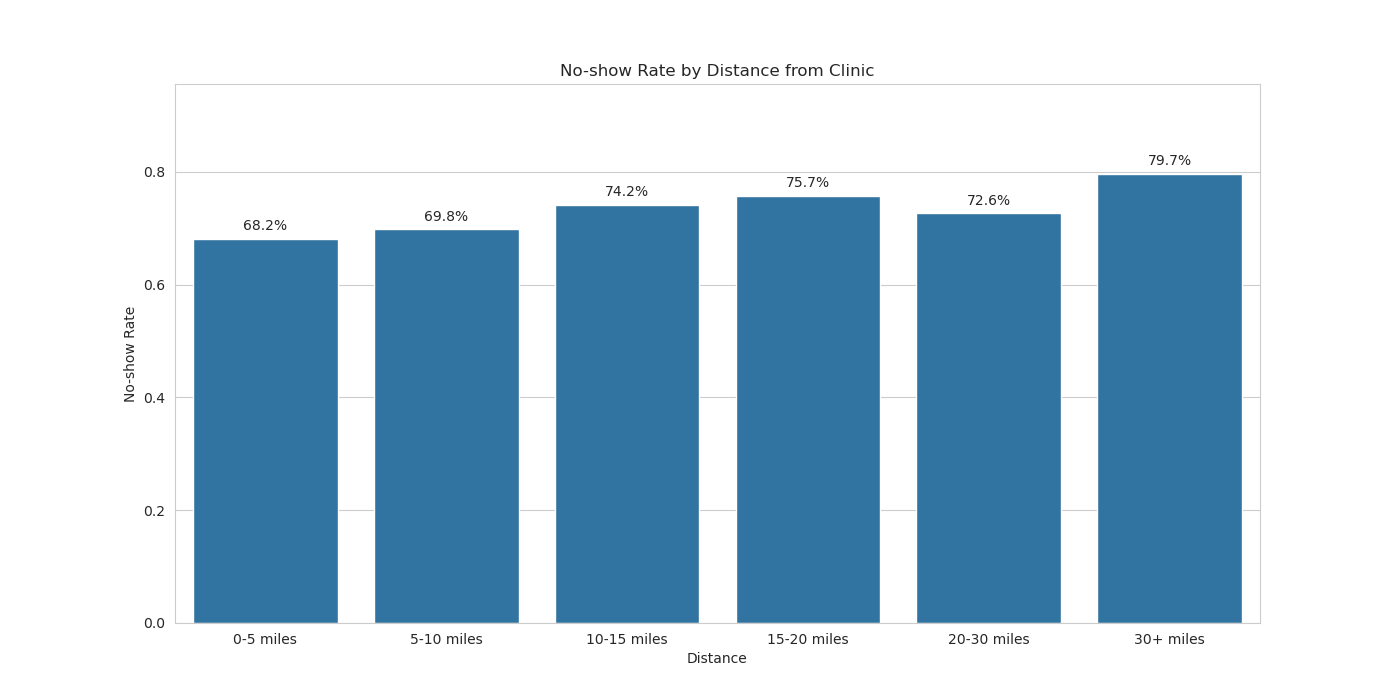 No-show Rate by Distance from Clinic
No-show Rate
0.8
0.6
0.4
0.2
0.0
68.2%
69.8%
74.2%
75.7%
72.6%
79.7%
0-5 miles
5-10 miles
10-15 miles
15-20 miles
20-30 miles
30+ miles
Distance